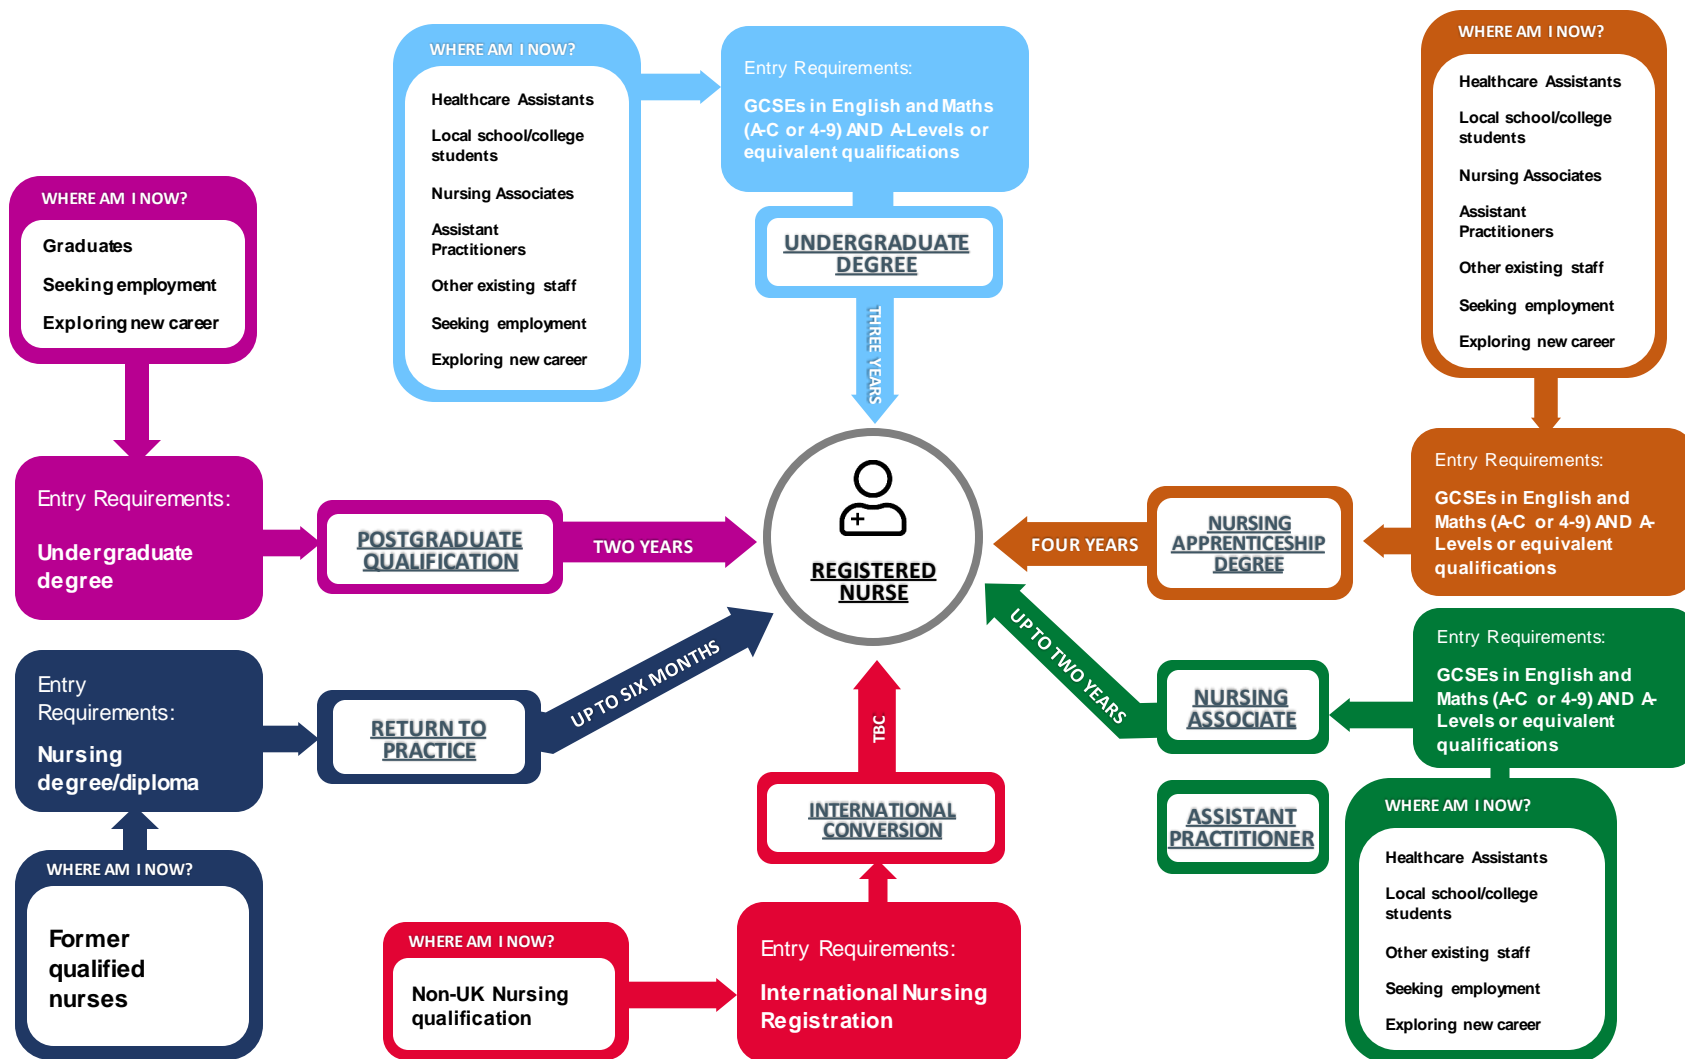 WHERE AM I NOW?
Graduates
Seeking employment
Exploring new career
Entry Requirements:
Undergraduate
degree
POSTGRADUATE
QUALIFICATION
TWO YEARS
WHERE AM I NOW?
Healthcare Assistants
Local school/college
students
Nursing Associates
Assistant
Practitioners
Other existing staff
Seeking employment
Exploring new career
Entry Requirements:
GCSEs in English and Maths
(A-C or 4-9) AND A-Levels or
equivalent qualifications
UNDERGRADUATE
DEGREE
THREE YEARS
REGISTERED
NURSE
WHERE AM I NOW?
Healthcare Assistants
Local school/college
students
Nursing Associates
Assistant
Practitioners
Other existing staff
Seeking employment
Exploring new career
Entry Requirements:
GCSEs in English and
Maths (A-C or 4-9) AND A-
Levels or equivalent
qualifications
NURSING
APPRENTICESHIP
DEGREE
FOUR YEARS
Entry Requirements:
GCSEs in English and
Maths (A-C or 4-9) AND A-
Levels or equivalent
qualifications
NURSING
ASSOCIATE
UP TO TWO YEARS
ASSISTANT
PRACTITIONER
WHERE AM I NOW?
Healthcare Assistants
Local school/college
students
Other existing staff
Seeking employment
Exploring new career
Entry
Requirements:
Nursing
degree/diploma
RETURN TO
PRACTICE
UP TO SIX MONTHS
WHERE AM I NOW?
Former
qualified
nurses
TBC
INTERNATIONAL
CONVERSION
WHERE AM I NOW?
Non-UK Nursing
qualification
Entry Requirements:
International Nursing
Registration